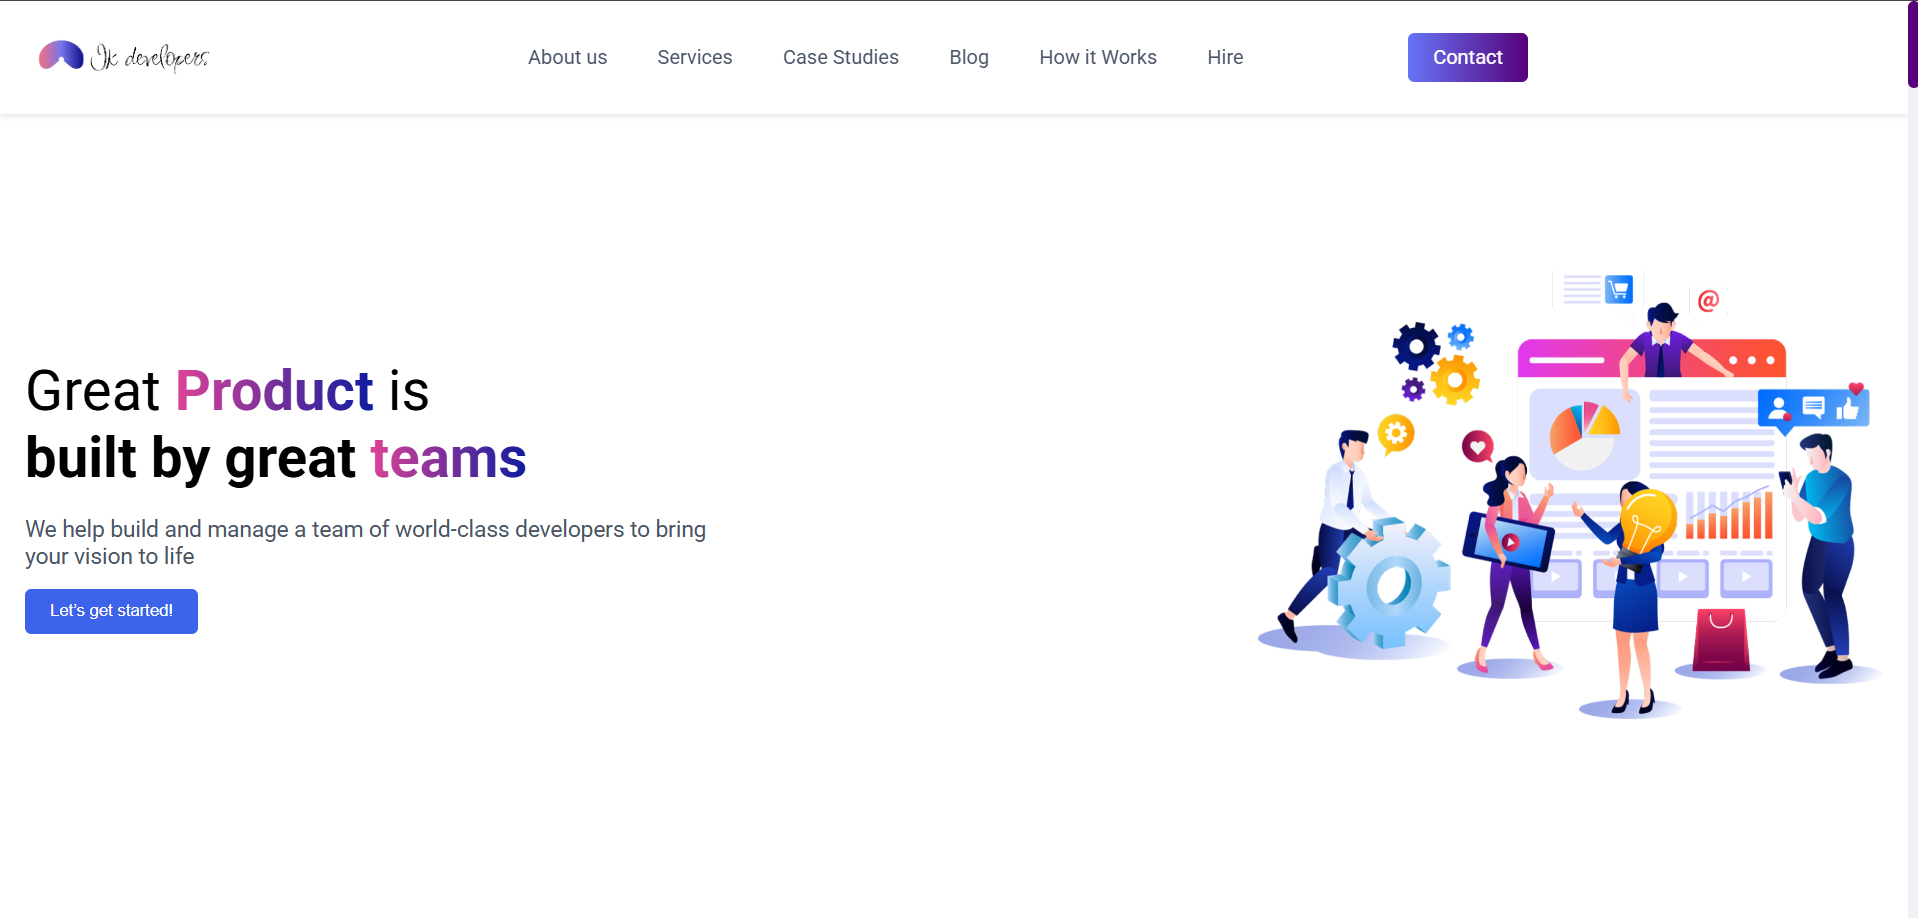 Jk developers.
About us
Services
Case Studies
Blog
How it Works
Hire
Contact
Great Product is
built by great teams
We help build and manage a team of world-class developers to bring
your vision to life
Let's get started!
@